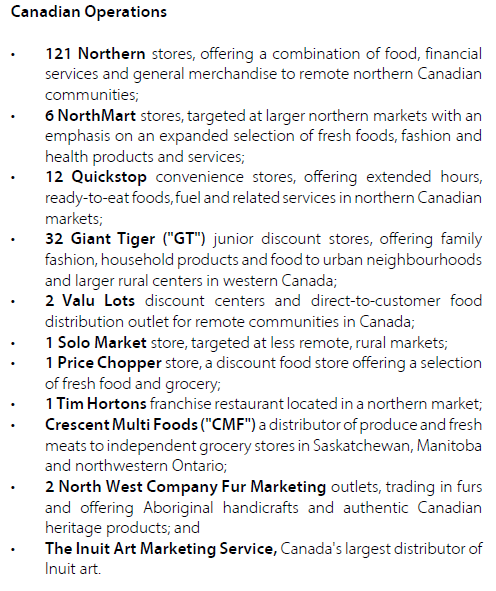 Canadian Operations
• 121 Northern stores, offering a combination of food, financial
services and general merchandise to remote northern Canadian
communities;
• 6 NorthMart stores, targeted at larger northern markets with an
emphasis on an expanded selection of fresh foods, fashion and
health products and services;
• 12 Quickstop convenience stores, offering extended hours,
ready-to-eat foods, fuel and related services in northern Canadian
markets;
• 32 Giant Tiger ("GT") junior discount stores, offering family
fashion, household products and food to urban neighbourhoods
and larger rural centers in western Canada;
• 2 Valu Lots discount centers and direct-to-customer food
distribution outlet for remote communities in Canada;
• 1 Solo Market store, targeted at less remote, rural markets;
• 1 Price Chopper store, a discount food store offering a selection
of fresh food and grocery;
• 1 Tim Hortons franchise restaurant located in a northern market;
• Crescent Multi Foods ("CMF") a distributor of produce and fresh
meats to independent grocery stores in Saskatchewan, Manitoba
and northwestern Ontario;
• 2 North West Company Fur Marketing outlets, trading in furs
and offering Aboriginal handicrafts and authentic Canadian
heritage products; and
• The Inuit Art Marketing Service, Canada's largest distributor of
Inuit art.